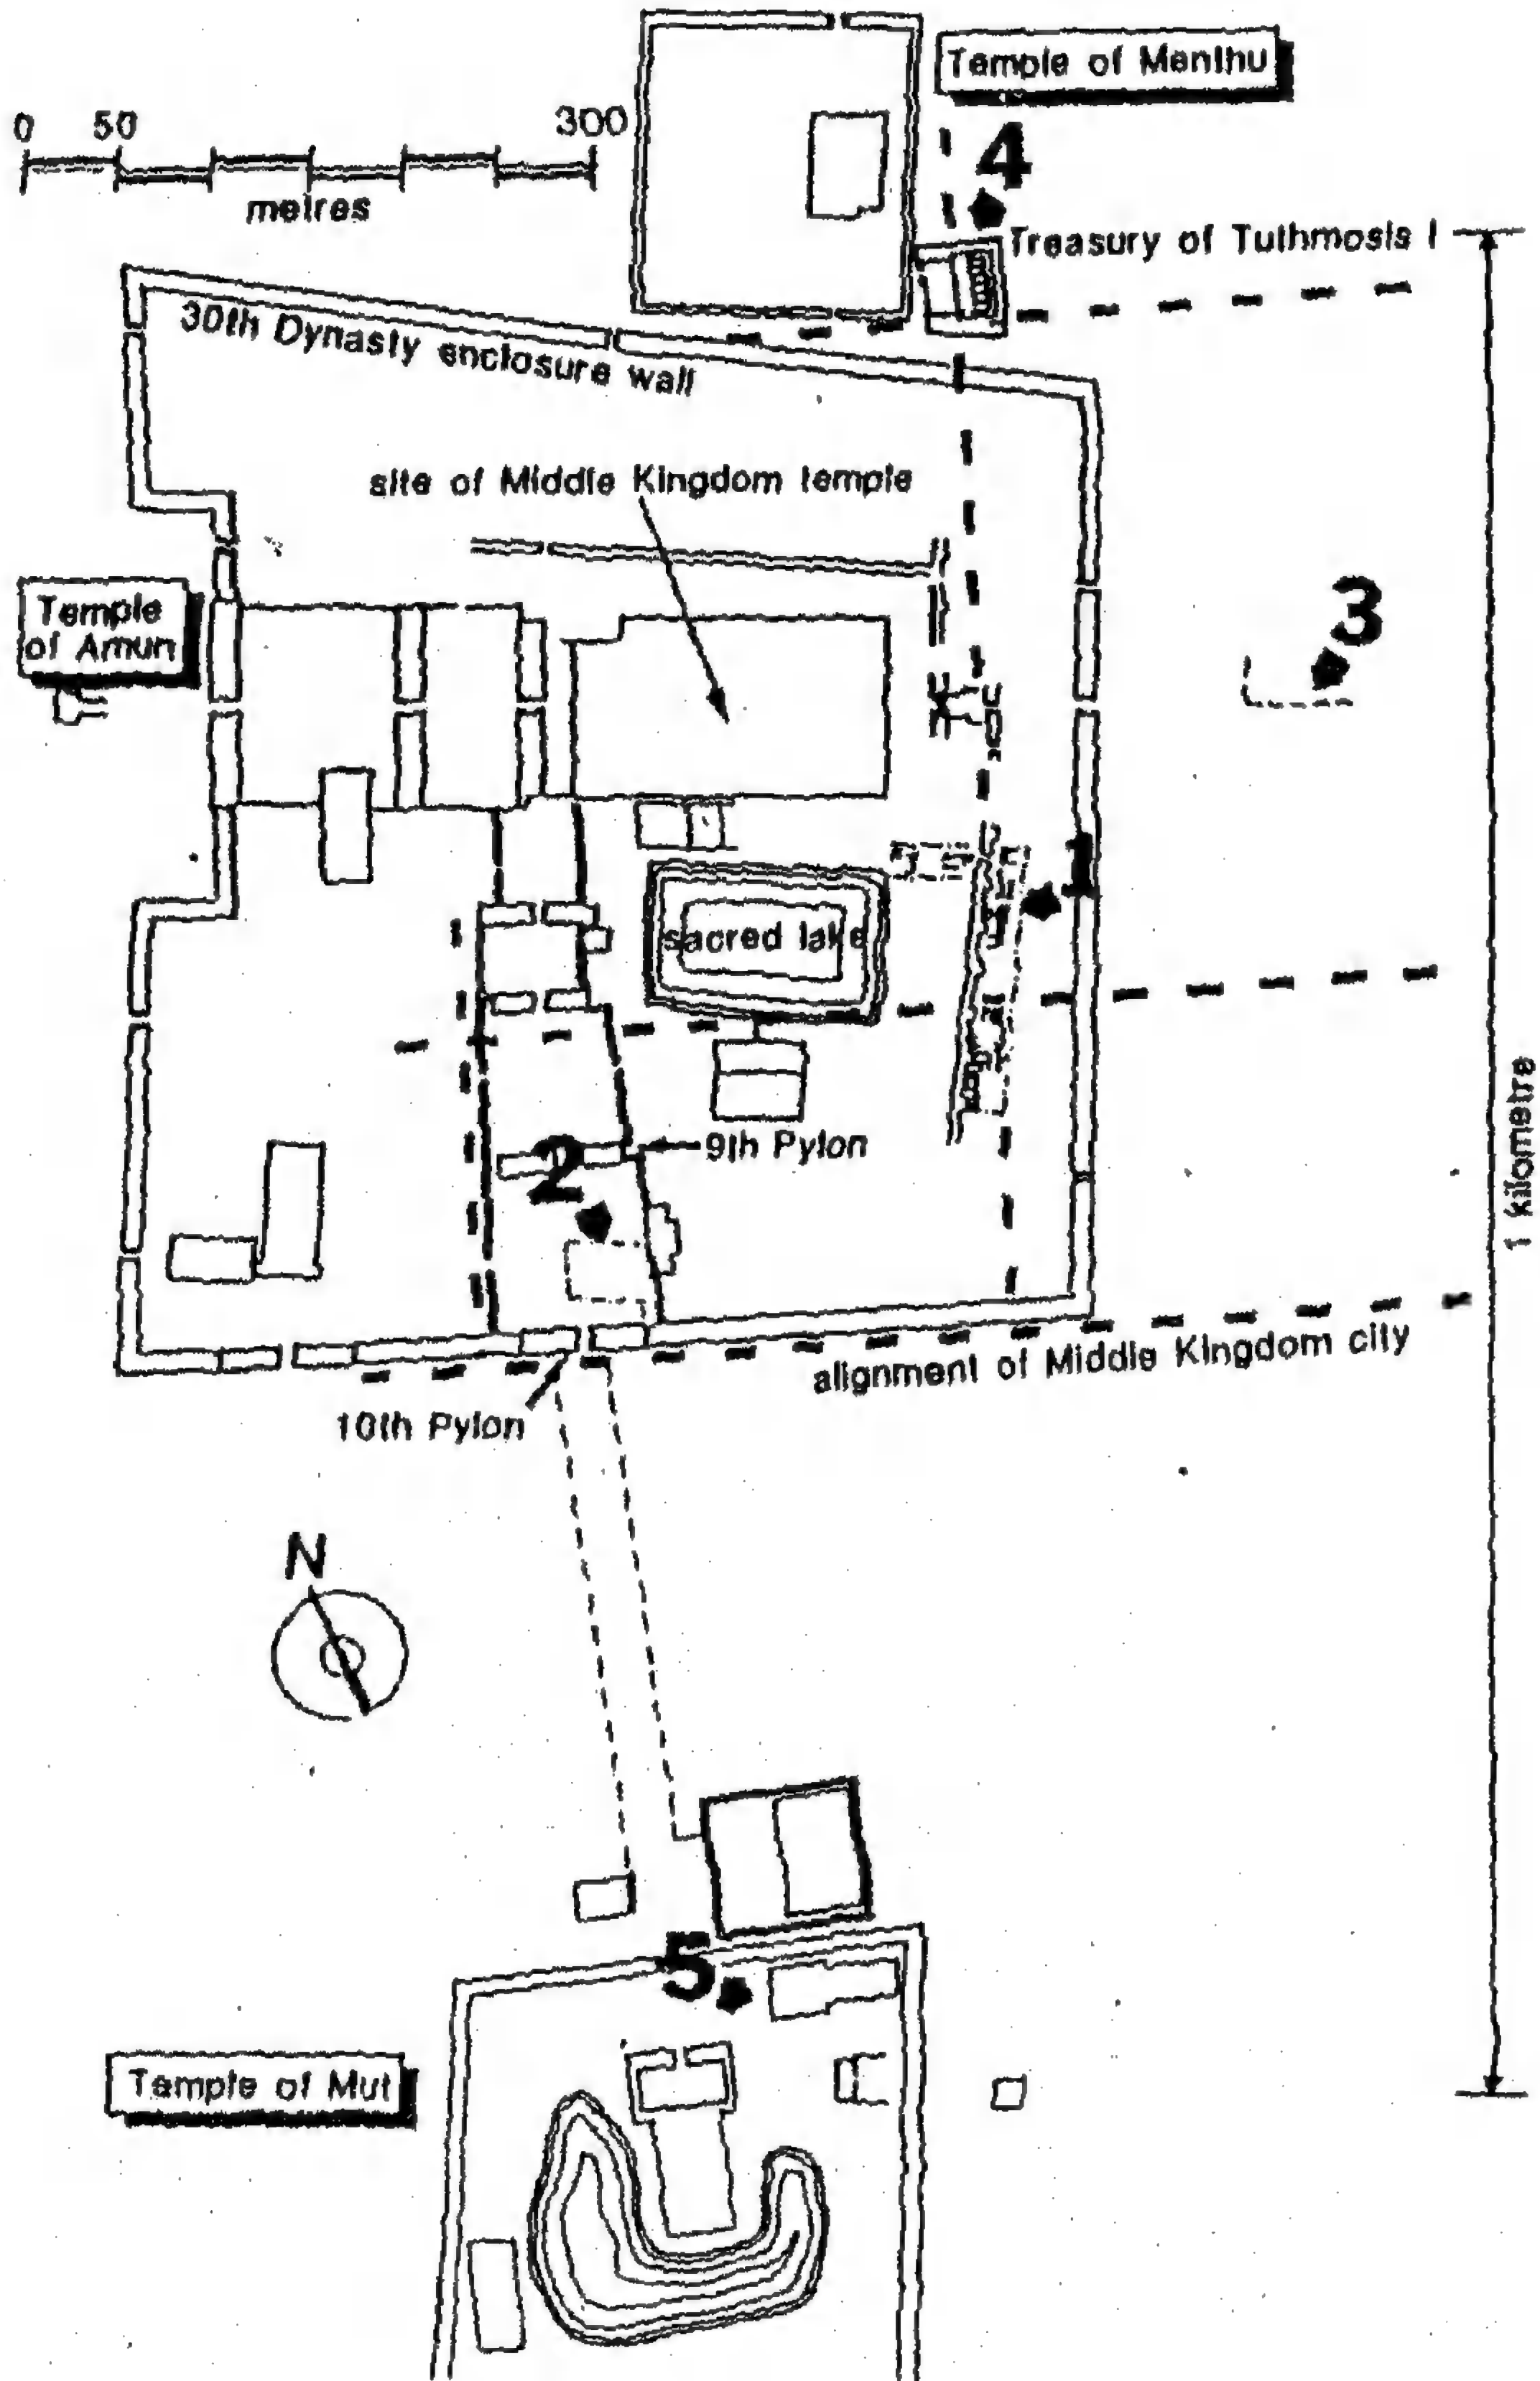 Temple of Menthu
0 50 300
metres
4
Treasury of Tuthmosis I
30th Dynasty enclosure wall
site of Middle Kingdom temple
Temple
of Amun
3
1
sacred lake
9th Pylon
2
1 kilometre
alignment of Middle Kingdom city
10th Pylon
N
5
Temple of Mut